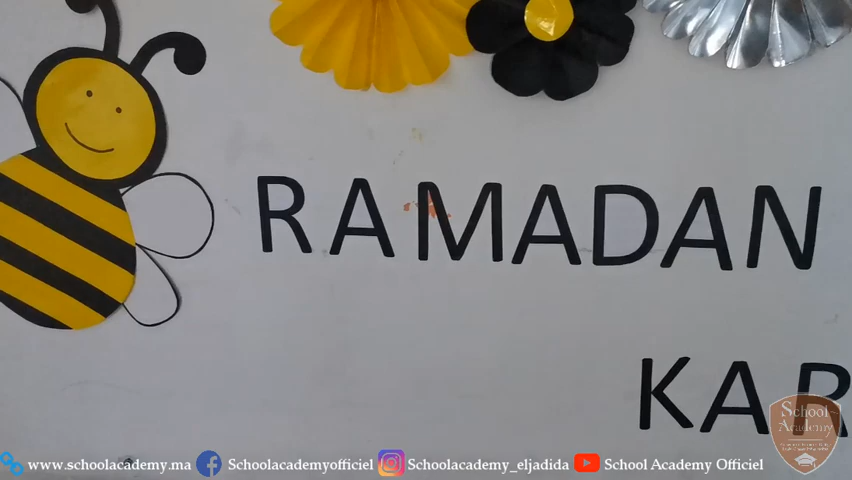 RAMADAN
KAR
School
Academy
www.schoolacademy.ma Schoolacademyofficiel Schoolacademy_eljadida School Academy Officiel